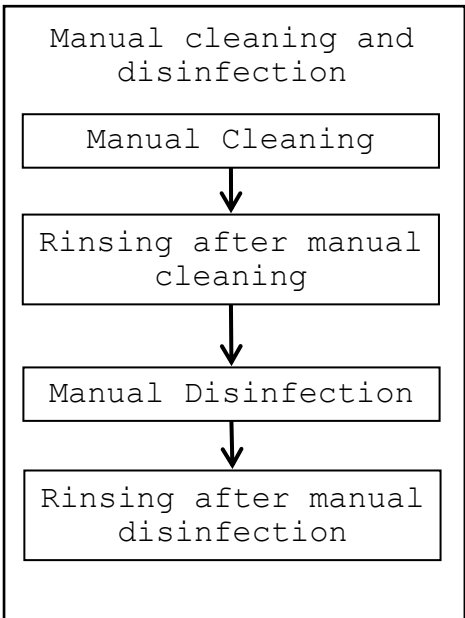 Manual cleaning and
disinfection
Manual Cleaning
Rinsing after manual
cleaning
Manual Disinfection
Rinsing after manual
disinfection